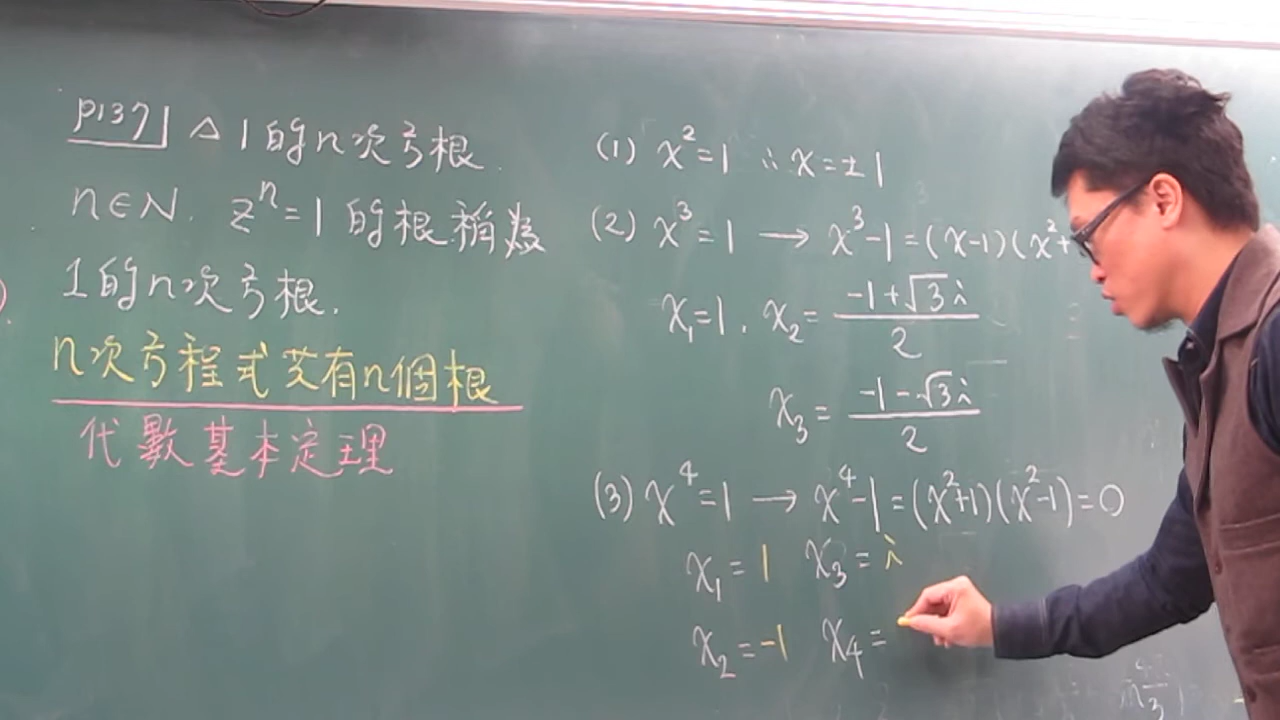 P137 △ 1的n次方根.
n∈N. zⁿ=1 的根稱為
1的n次方根.
n次方程式共有n個根
代數基本定理
(1) x²=1 ∴ x=±1
(2) x³=1 → x³-1=(x-1)(x²+
x₁=1. x₂= (-1+√3i)/2
x₃= (-1-√3i)/2
(3) x⁴=1 → x⁴-1=(x²+1)(x²-1)=0
x₁=1 x₃=i
x₂=-1 x₄=